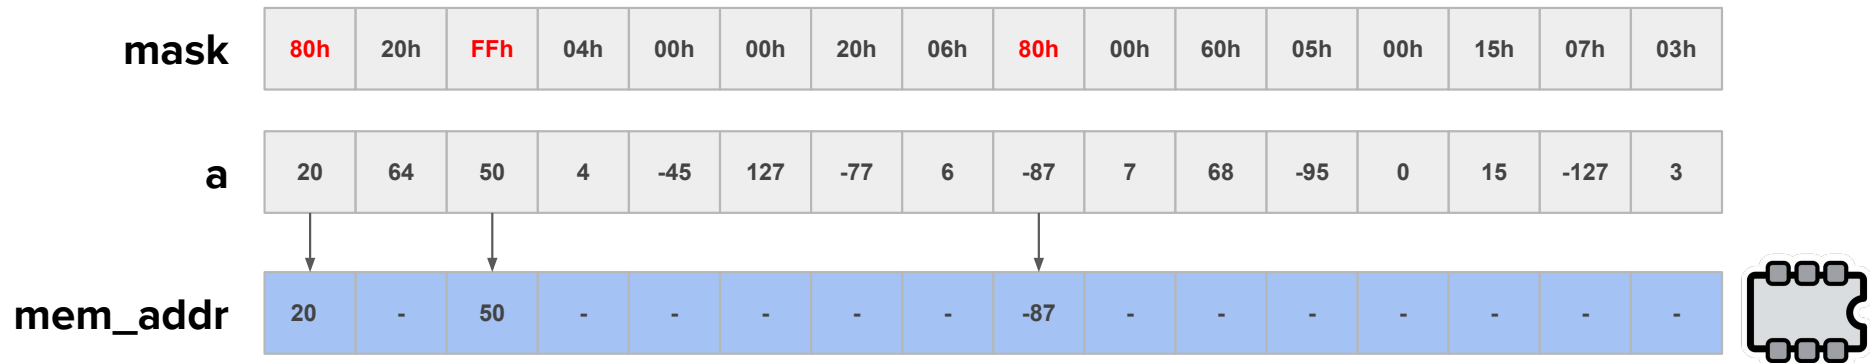 mask 80h 20h FFh 04h 00h 00h 20h 06h 80h 00h 60h 05h 00h 15h 07h 03h
a 20 64 50 4 -45 127 -77 6 -87 7 68 -95 0 15 -127 3
mem_addr 20 - 50 - - - - - -87 - - - - - - -